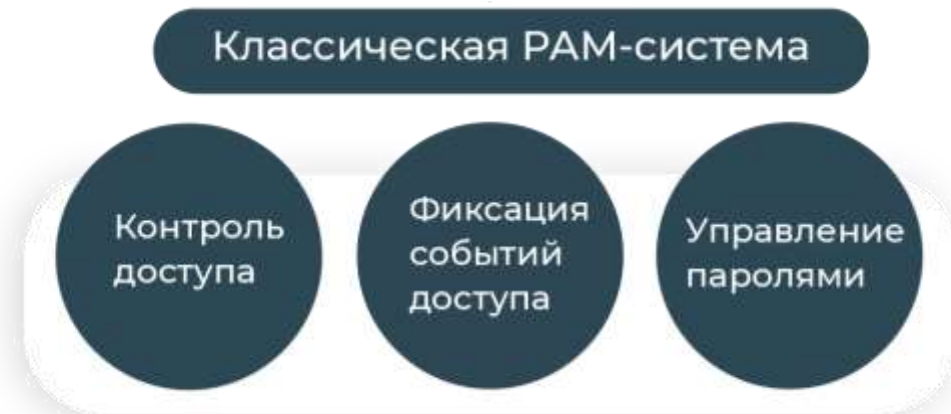 Классическая PAM-система
Контроль
доступа
Фиксация
событий
доступа
Управление
паролями